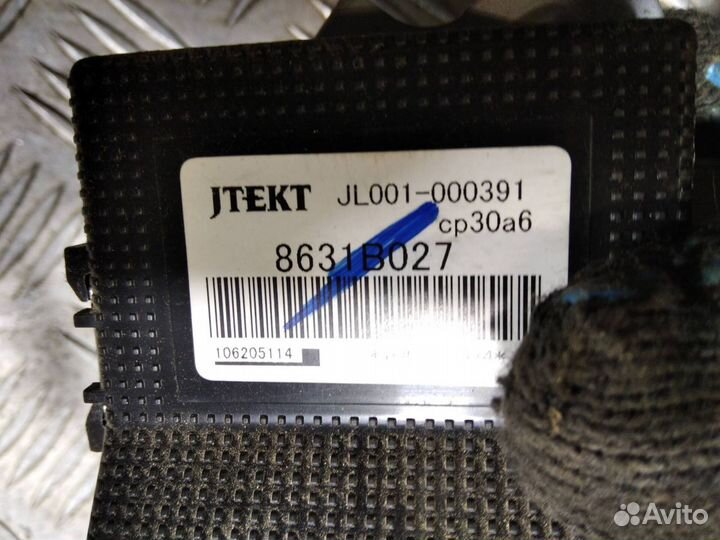 JTEKT JL001-000391
cp30a6
8631B027
106205114
Avito